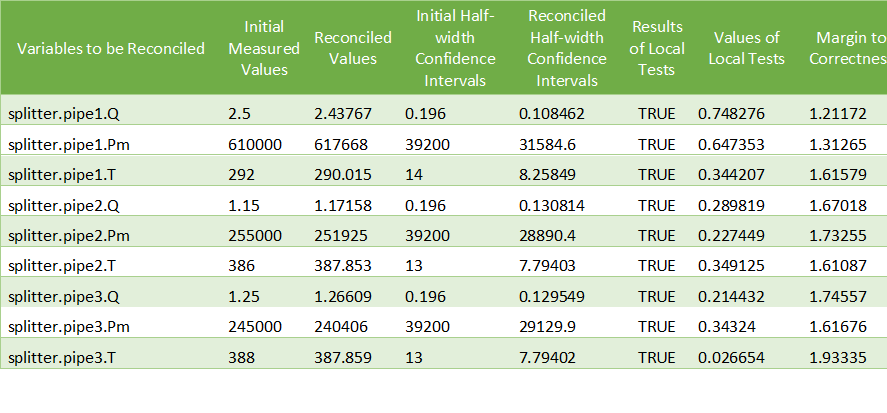 Variables to be Reconciled Initial Measured Values Reconciled Values Initial Half-width Confidence Intervals Reconciled Half-width Confidence Intervals Results of Local Tests Values of Local Tests Margin to Correctnes
splitter.pipe1.Q 2.5 2.43767 0.196 0.108462 TRUE 0.748276 1.21172
splitter.pipe1.Pm 610000 617668 39200 31584.6 TRUE 0.647353 1.31265
splitter.pipe1.T 292 290.015 14 8.25849 TRUE 0.344207 1.61579
splitter.pipe2.Q 1.15 1.17158 0.196 0.130814 TRUE 0.289819 1.67018
splitter.pipe2.Pm 255000 251925 39200 28890.4 TRUE 0.227449 1.73255
splitter.pipe2.T 386 387.853 13 7.79403 TRUE 0.349125 1.61087
splitter.pipe3.Q 1.25 1.26609 0.196 0.129549 TRUE 0.214432 1.74557
splitter.pipe3.Pm 245000 240406 39200 29129.9 TRUE 0.34324 1.61676
splitter.pipe3.T 388 387.859 13 7.79402 TRUE 0.026654 1.93335